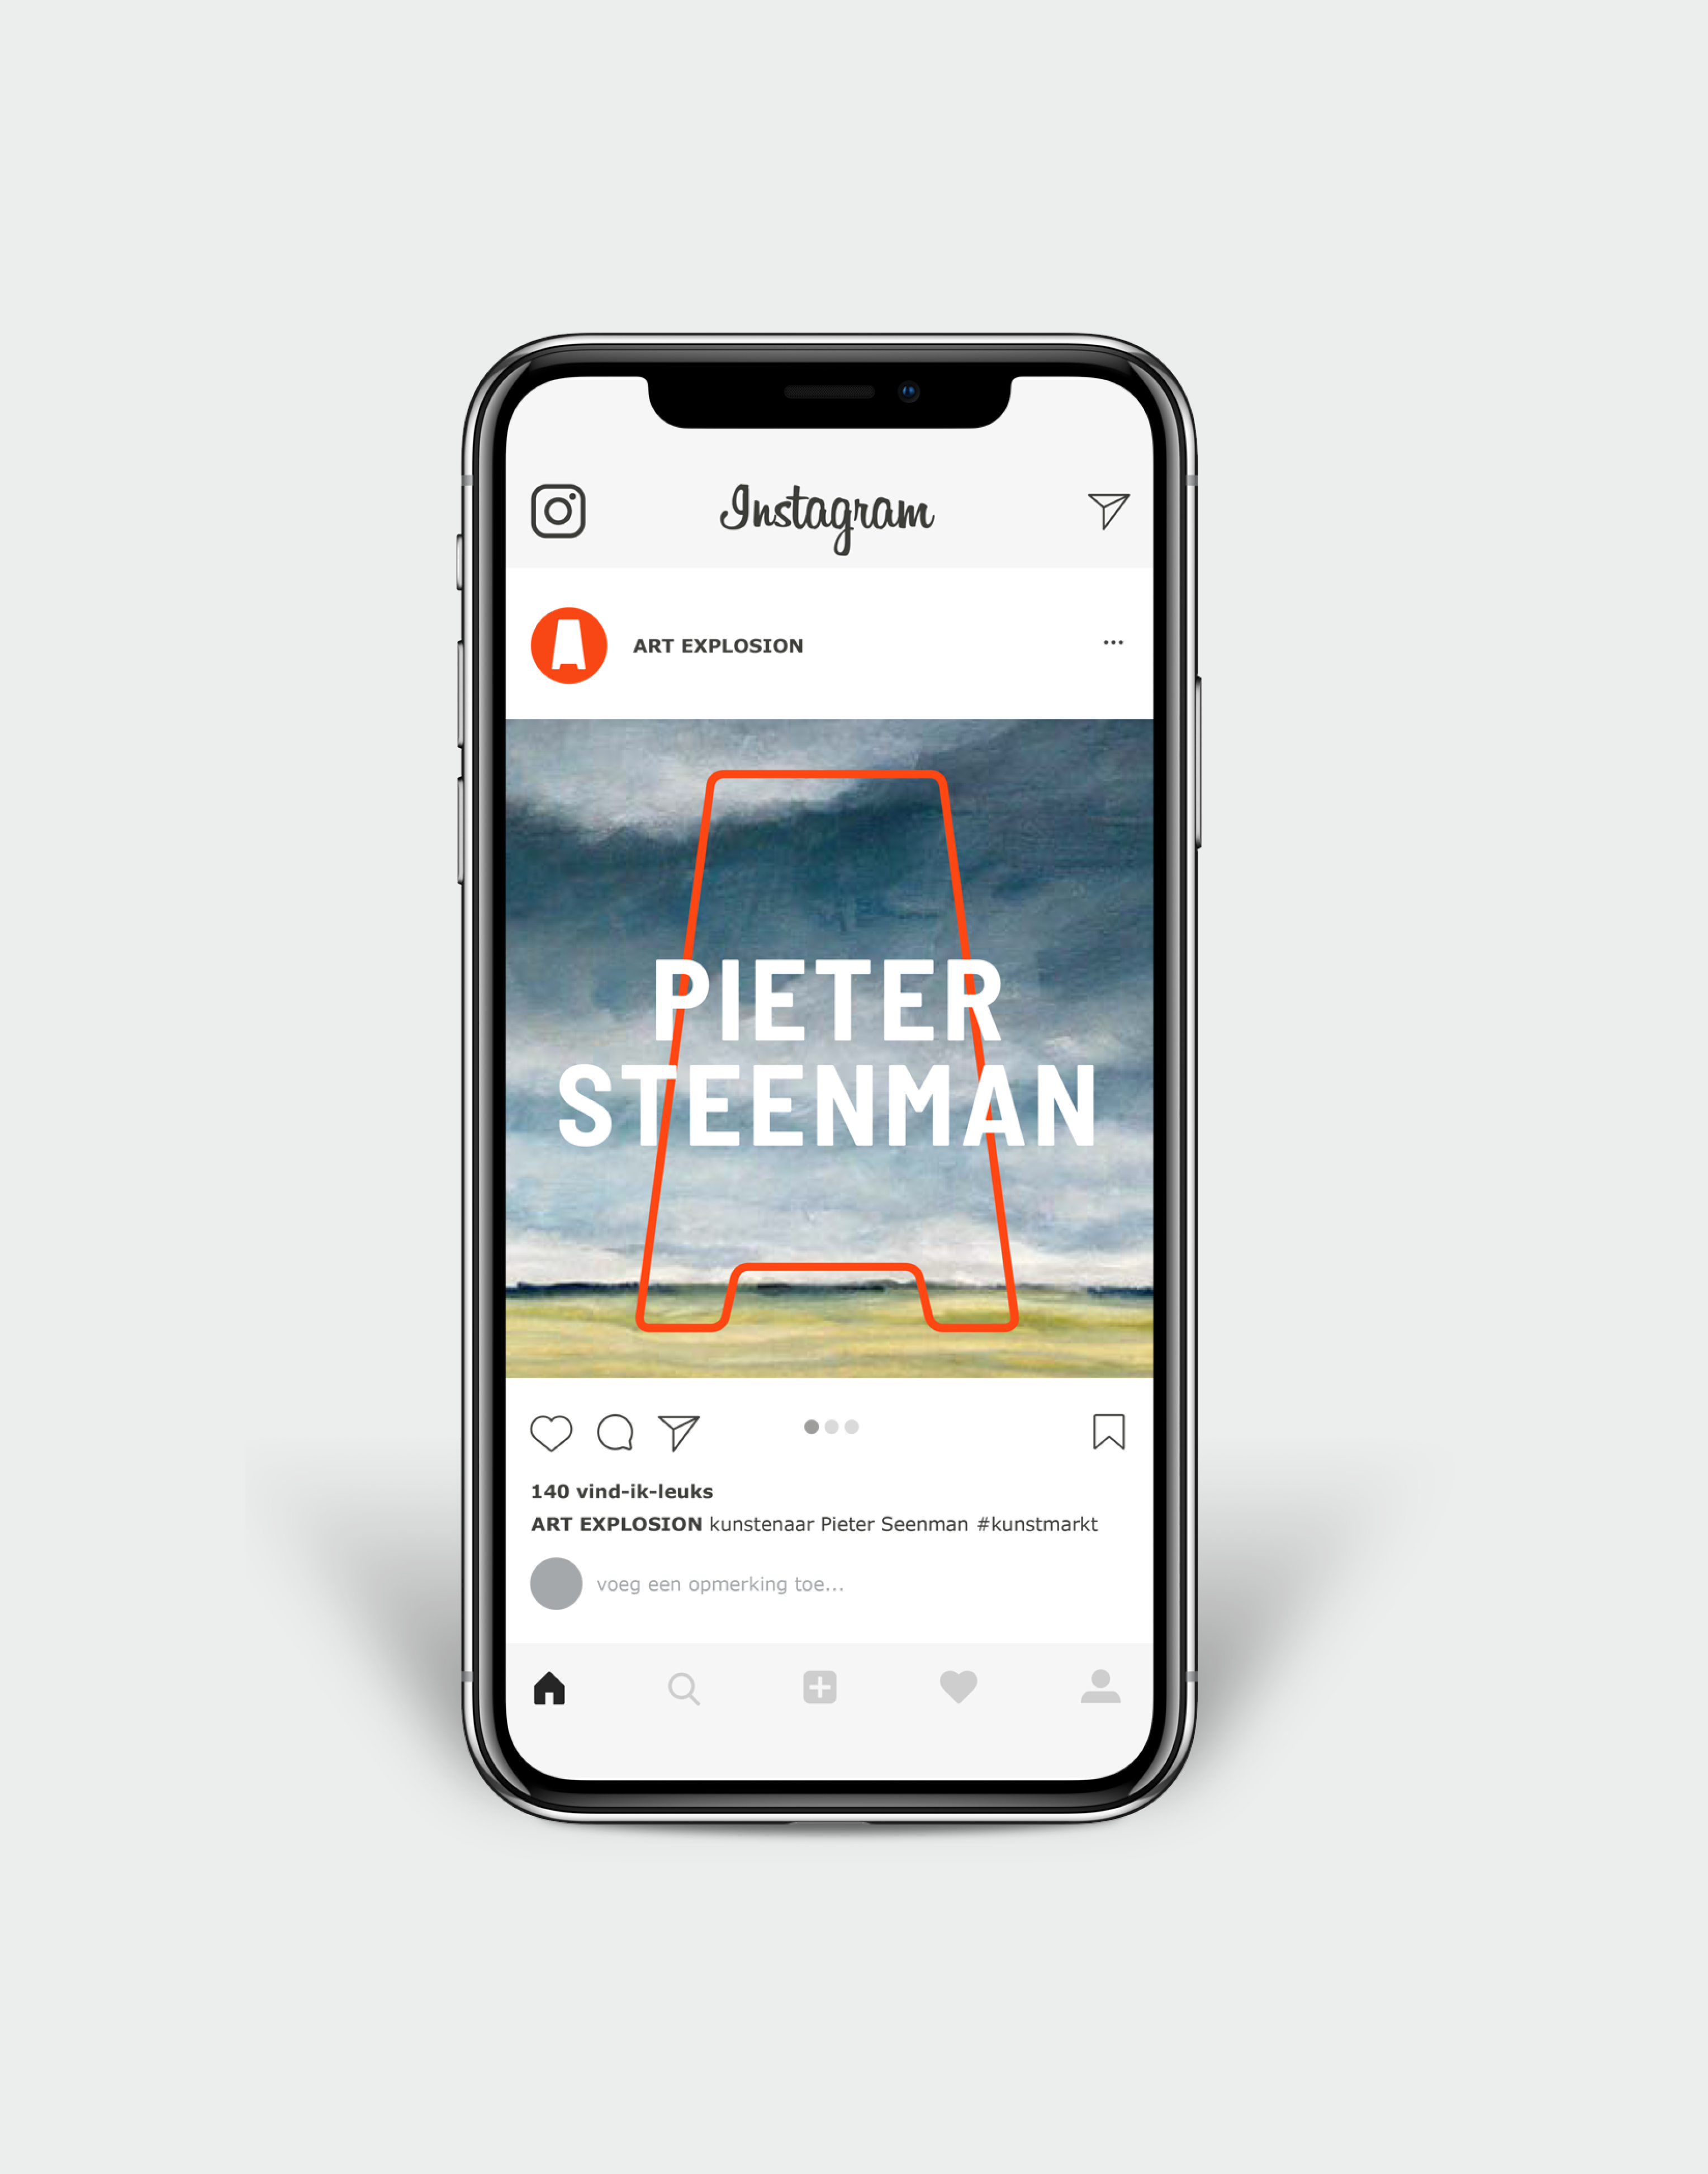 Instagram
ART EXPLOSION
PIETER
STEENMAN
140 vind-ik-leuks
ART EXPLOSION kunstenaar Pieter Seenman #kunstmarkt
voeg een opmerking toe...